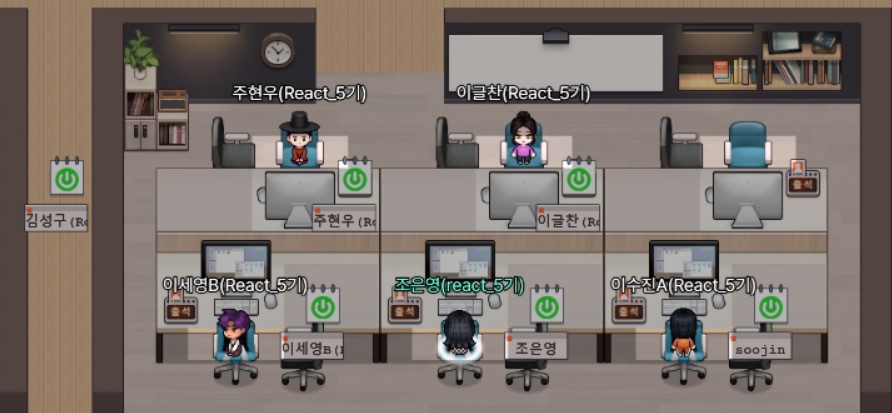 주현우(React_5기)
이글찬(React_5기)
출석
김성구(Re
주현우(Re
이글찬(Re
이세영B(React_5기)
조은영(react_5기)
이수진A(React_5기)
출석
출석
출석
이세영B(1
조은영
soojin